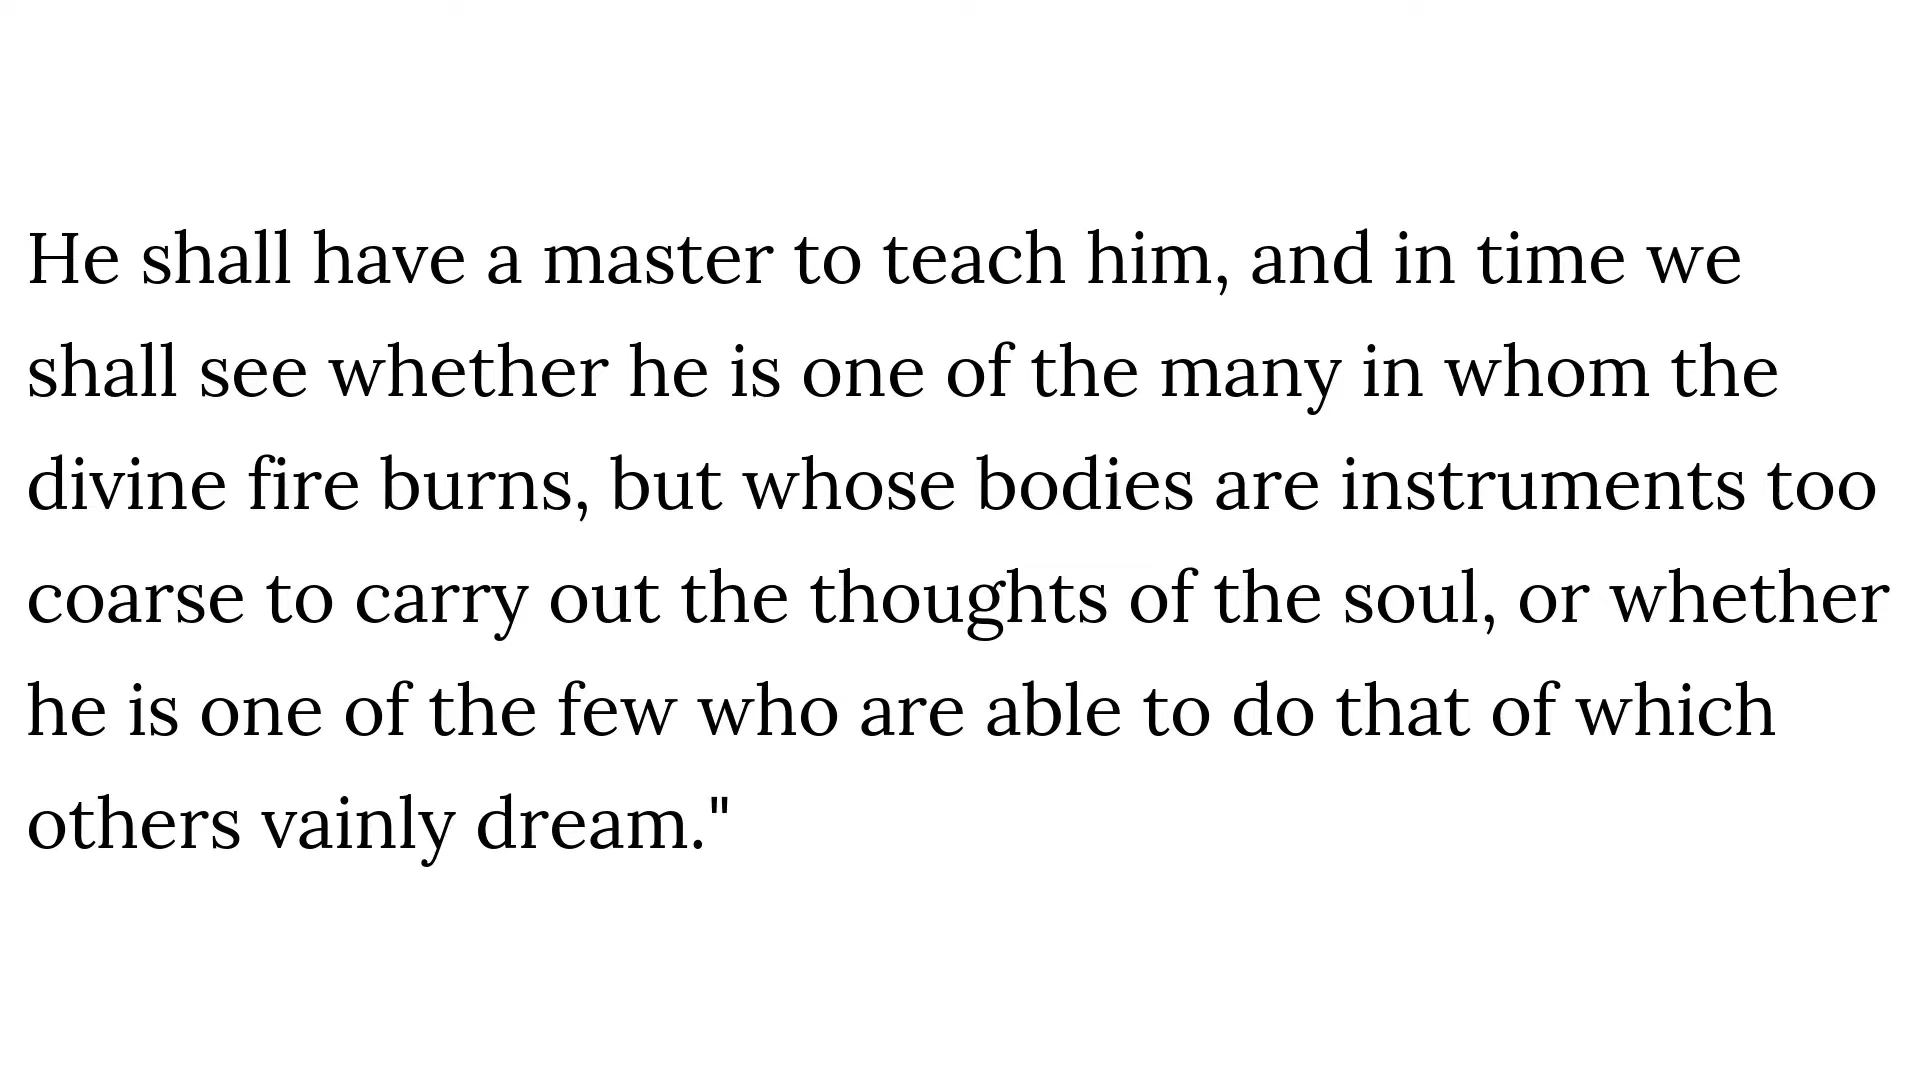 He shall have a master to teach him, and in time we
shall see whether he is one of the many in whom the
divine fire burns, but whose bodies are instruments too
coarse to carry out the thoughts of the soul, or whether
he is one of the few who are able to do that of which
others vainly dream."